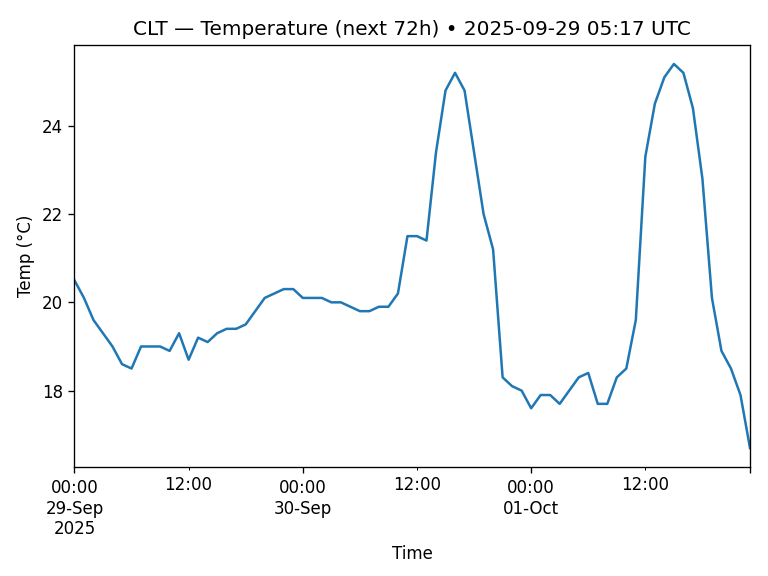 CLT — Temperature (next 72h) • 2025-09-29 05:17 UTC
Temp (°C)
24
22
20
18
00:00 12:00 00:00 12:00 00:00 12:00
29-Sep 30-Sep 01-Oct
2025
Time